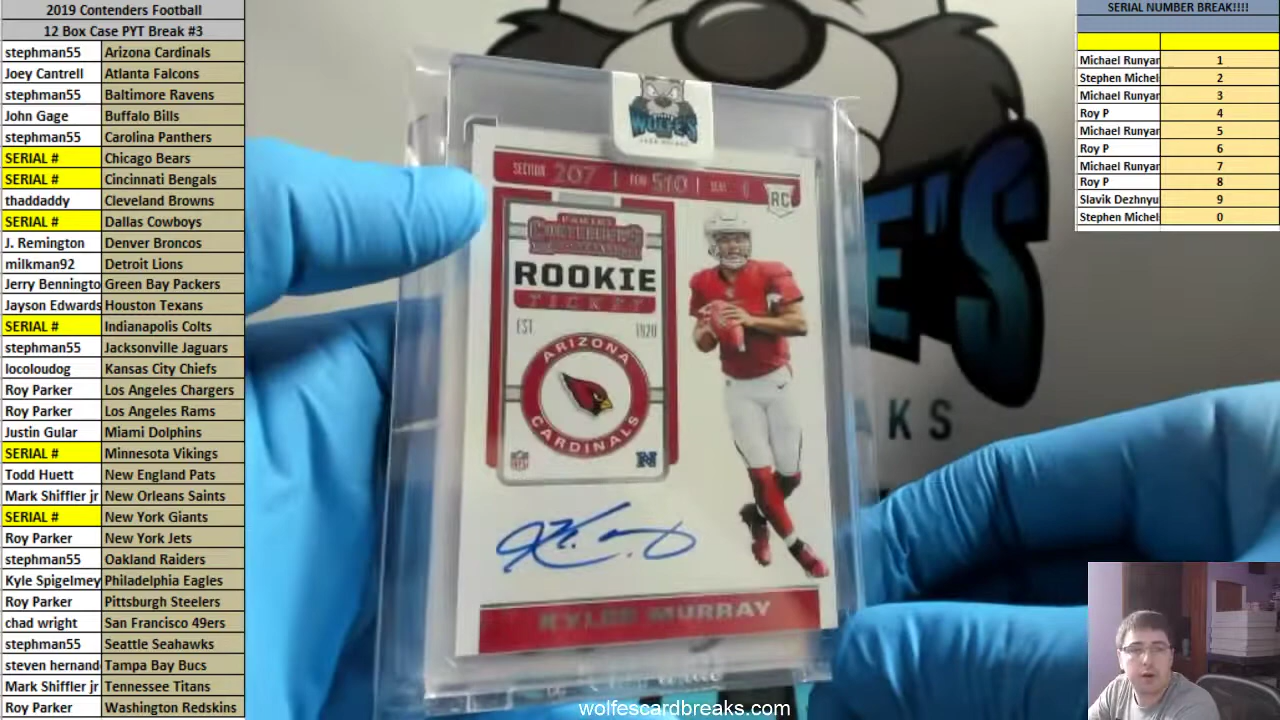 2019 Contenders Football
12 Box Case PYT Break #3
stephman55 Arizona Cardinals
Joey Cantrell Atlanta Falcons
stephman55 Baltimore Ravens
John Gage Buffalo Bills
stephman55 Carolina Panthers
SERIAL # Chicago Bears
SERIAL # Cincinnati Bengals
thaddaddy Cleveland Browns
SERIAL # Dallas Cowboys
J. Remington Denver Broncos
milkman92 Detroit Lions
Jerry Benningto Green Bay Packers
Jayson Edwards Houston Texans
SERIAL # Indianapolis Colts
stephman55 Jacksonville Jaguars
locoloudog Kansas City Chiefs
Roy Parker Los Angeles Chargers
Roy Parker Los Angeles Rams
Justin Gular Miami Dolphins
SERIAL # Minnesota Vikings
Todd Huett New England Pats
Mark Shiffler jr New Orleans Saints
SERIAL # New York Giants
Roy Parker New York Jets
stephman55 Oakland Raiders
Kyle Spigelmey Philadelphia Eagles
Roy Parker Pittsburgh Steelers
chad wright San Francisco 49ers
stephman55 Seattle Seahawks
steven hernand Tampa Bay Bucs
Mark Shiffler jr Tennessee Titans
Roy Parker Washington Redskins
WOLFE'S
SECTION 207 | ROW 510 | SEAT
RC
PANINI
CONTENDERS
ROOKIE
TICKET
EST. 1920
ARIZONA
CARDINALS
NFL
N
KYLER MURRAY
E'S
AKS
wolfescardbreaks.com
SERIAL NUMBER BREAK!!!!
Michael Runyar 1
Stephen Michel 2
Michael Runyar 3
Roy P 4
Michael Runyar 5
Roy P 6
Michael Runyar 7
Roy P 8
Slavik Dezhnyu 9
Stephen Michel 0